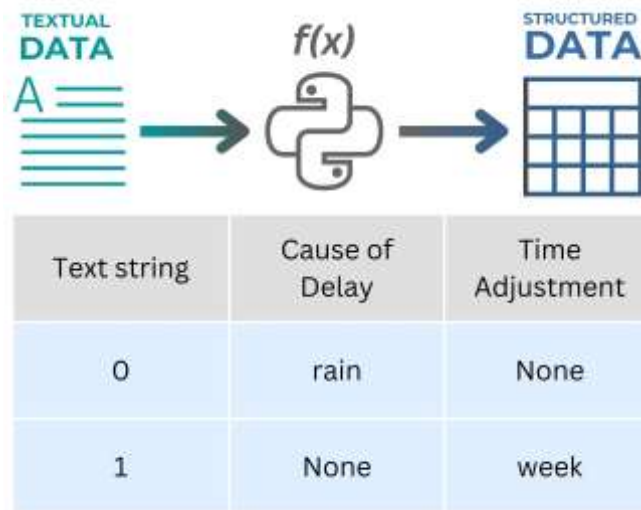 TEXTUAL
DATA
A
f(x)
STRUCTURED
DATA
Text string
Cause of
Delay
Time
Adjustment
0
rain
None
1
None
week